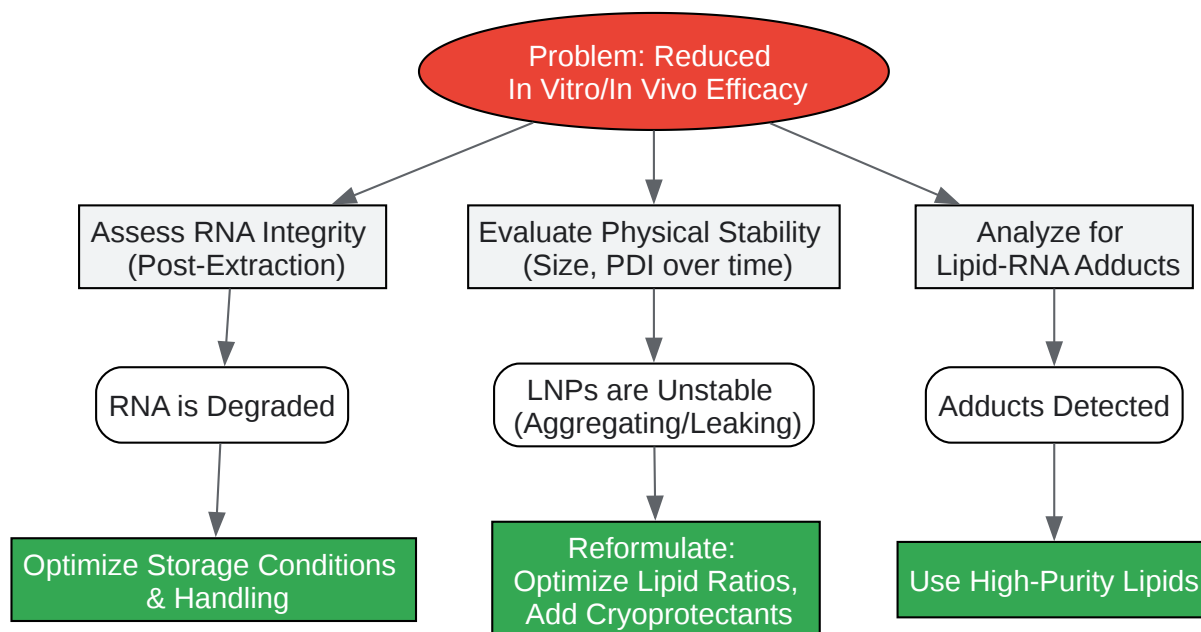 Problem: Reduced
In Vitro/In Vivo Efficacy
Assess RNA Integrity
(Post-Extraction)
Evaluate Physical Stability
(Size, PDI over time)
Analyze for
Lipid-RNA Adducts
RNA is Degraded
LNPs are Unstable
(Aggregating/Leaking)
Adducts Detected
Optimize Storage Conditions
& Handling
Reformulate:
Optimize Lipid Ratios,
Add Cryoprotectants
Use High-Purity Lipids